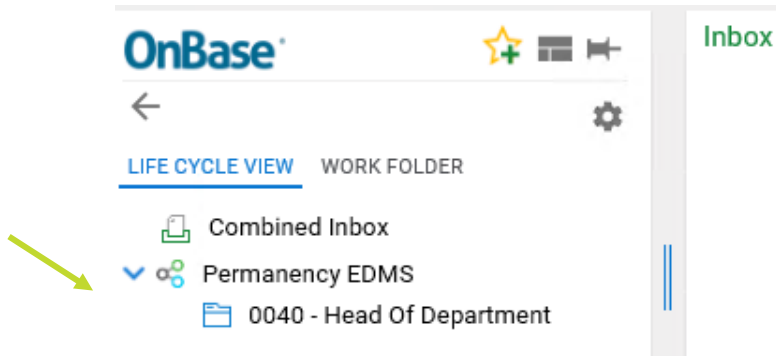 OnBase
Inbox
LIFE CYCLE VIEW WORK FOLDER
Combined Inbox
Permanency EDMS
0040 - Head Of Department